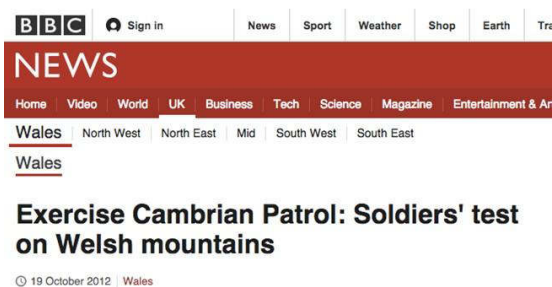 BBC Sign in News Sport Weather Shop Earth
NEWS
Home Video World UK Business Tech Science Magazine Entertainment &
Wales North West North East Mid South West South East
Wales
Exercise Cambrian Patrol: Soldiers' test
on Welsh mountains
19 October 2012 Wales